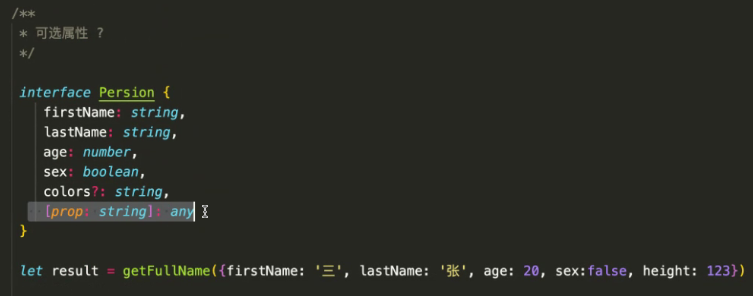 /**
* 可选属性 ?
*/
interface Persion {
firstName: string,
lastName: string,
age: number,
sex: boolean,
colors?: string,
[prop: string]: any
}
let result = getFullName({firstName: '三', lastName: '张', age: 20, sex:false, height: 123})